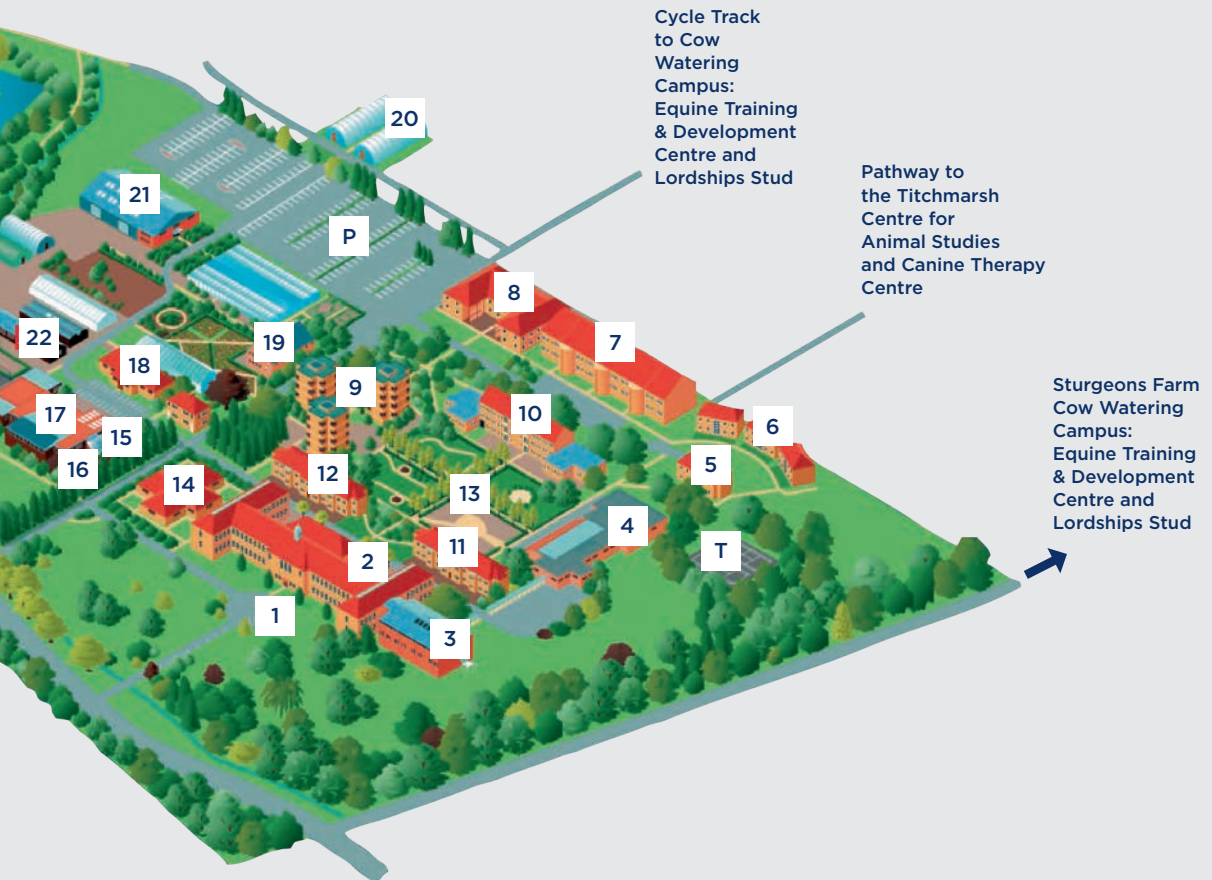 Cycle Track
to Cow
Watering
Campus:
Equine Training
& Development
Centre and
Lordships Stud
Pathway to
the Titchmarsh
Centre for
Animal Studies
and Canine Therapy
Centre
Sturgeons Farm
Cow Watering
Campus:
Equine Training
& Development
Centre and
Lordships Stud
20
21
P
8
22
19
7
18
9
17
10
15
6
16
5
12
14
13
4
11
T
2
1
3